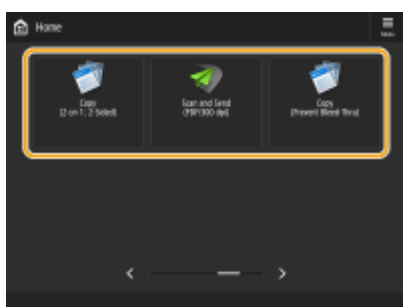 Home
Menu
Copy
(2 on 1, 2-Sided)
Scan and Send
(PDF/300 dpi)
Copy
(Prevent Bleed-Thru)